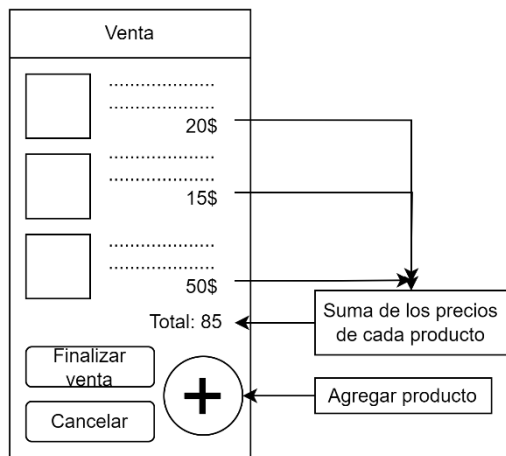 Venta
20$
15$
50$
Total: 85
Suma de los precios
de cada producto
Finalizar
venta
Agregar producto
Cancelar